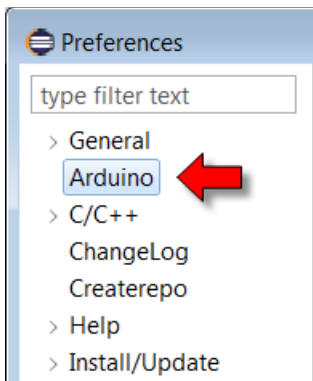 Preferences
type filter text
General
Arduino
C/C++
ChangeLog
Createrepo
Help
Install/Update